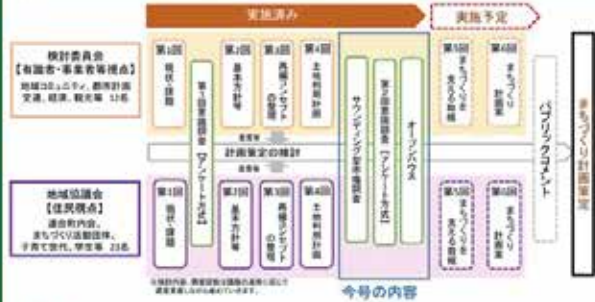 実施済み
実施予定
検討委員会
【有識者・事業者等視点】
地域コミュニティ、都市計画
交通、経済、観光等 12名
第1回
現状・課題
第1回意識調査【アンケート方式】
第2回
基本方針等
第3回
再編コンセプトの整理
第4回
土地利用計画
サウンディング型市場調査
第2回意識調査【アンケート方式】
オープンハウス
第5回
まちづくりを支える取組
第6回
まちづくり計画案
パブリックコメント
まちづくり計画策定
計画策定の検討
地域協議会
【住民視点】
連合町内会、
まちづくり活動団体、
子育て世代、学生等 23名
第1回
現状・課題
第2回
基本方針等
第3回
再編コンセプトの整理
第4回
土地利用計画
第5回
まちづくりを支える取組
第6回
まちづくり計画案
今号の内容